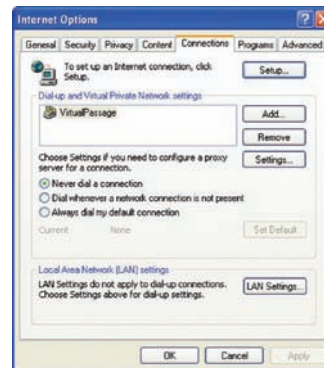 Internet Options
General Security Privacy Content Connections Programs Advanced
To set up an Internet connection, click Setup.
Setup...
Dial-up and Virtual Private Network settings
VirtualPassage
Add...
Remove
Choose Settings if you need to configure a proxy server for a connection.
Settings...
Never dial a connection
Dial whenever a network connection is not present
Always dial my default connection
Current None
Set Default
Local Area Network (LAN) settings
LAN Settings do not apply to dial-up connections. Choose Settings above for dial-up settings.
LAN Settings...
OK Cancel Apply